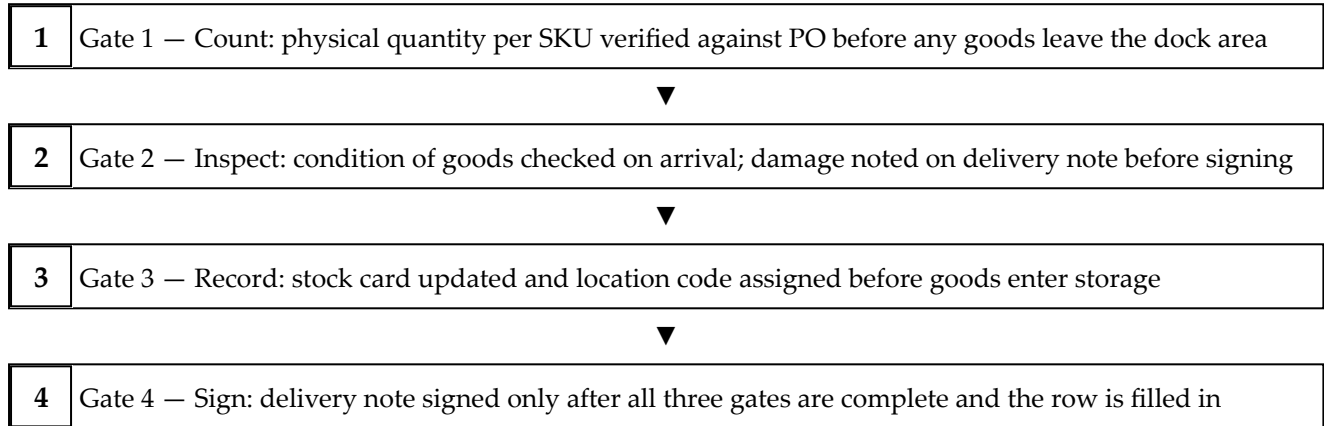 1 Gate 1 — Count: physical quantity per SKU verified against PO before any goods leave the dock area
▼
2 Gate 2 — Inspect: condition of goods checked on arrival; damage noted on delivery note before signing
▼
3 Gate 3 — Record: stock card updated and location code assigned before goods enter storage
▼
4 Gate 4 — Sign: delivery note signed only after all three gates are complete and the row is filled in